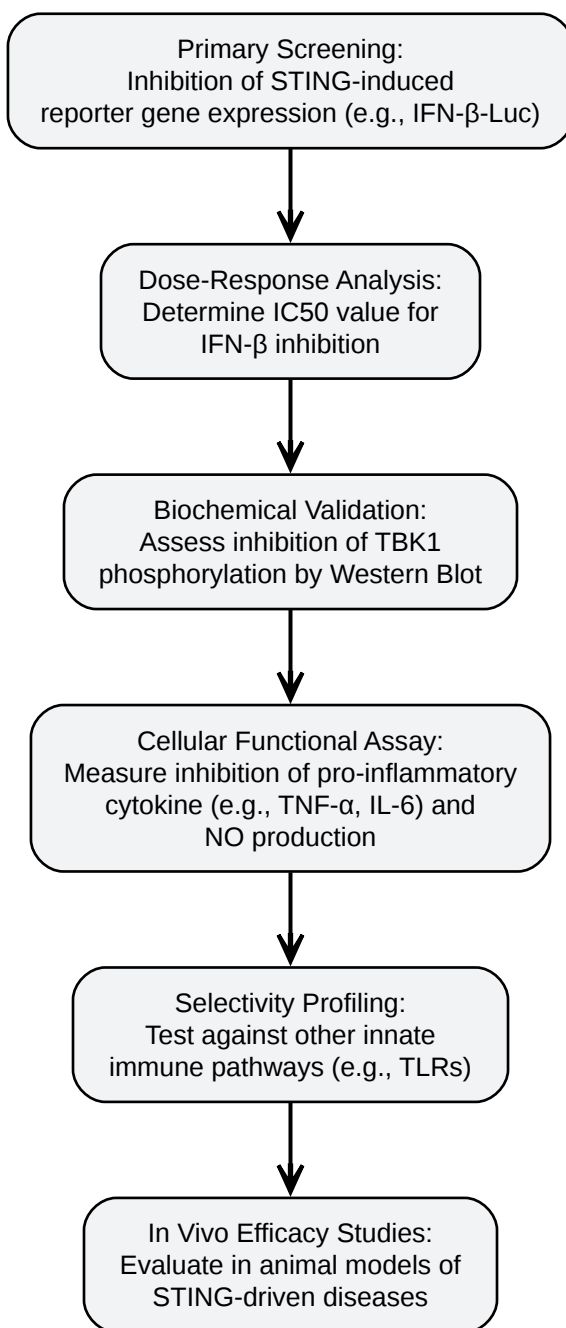 Primary Screening:
Inhibition of STING-induced
reporter gene expression (e.g., IFN-β-Luc)
Dose-Response Analysis:
Determine IC50 value for
IFN-β inhibition
Biochemical Validation:
Assess inhibition of TBK1
phosphorylation by Western Blot
Cellular Functional Assay:
Measure inhibition of pro-inflammatory
cytokine (e.g., TNF-α, IL-6) and
NO production
Selectivity Profiling:
Test against other innate
immune pathways (e.g., TLRs)
In Vivo Efficacy Studies:
Evaluate in animal models of
STING-driven diseases